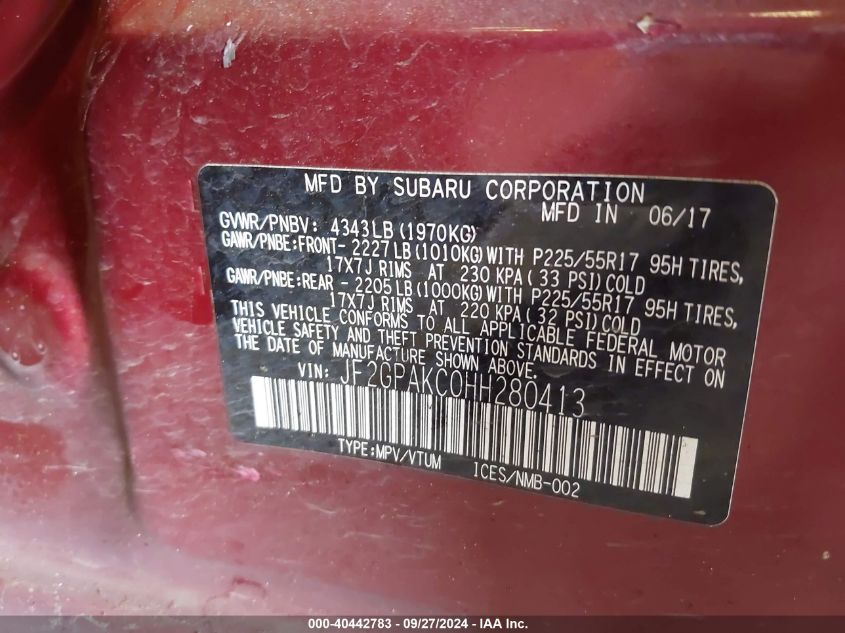 MFD BY SUBARU CORPORATION
MFD IN 06/17
GVWR/PNBV: 4343LB(1970KG)
GAWR/PNBE:FRONT- 2227LB(1010KG)WITH P225/55R17 95H TIRES,
17X7J RIMS AT 230 KPA(33 PSI)COLD
GAWR/PNBE:REAR - 2205LB(1000KG)WITH P225/55R17 95H TIRES,
17X7J RIMS AT 220 KPA(32 PSI)COLD
THIS VEHICLE CONFORMS TO ALL APPLICABLE FEDERAL MOTOR
VEHICLE SAFETY AND THEFT PREVENTION STANDARDS IN EFFECT ON
THE DATE OF MANUFACTURE SHOWN ABOVE.
VIN: JF2GPAKC0HH280413
TYPE:MPV/VTUM ICES/NMB-002
000-40442783 - 09/27/2024 - IAA Inc.